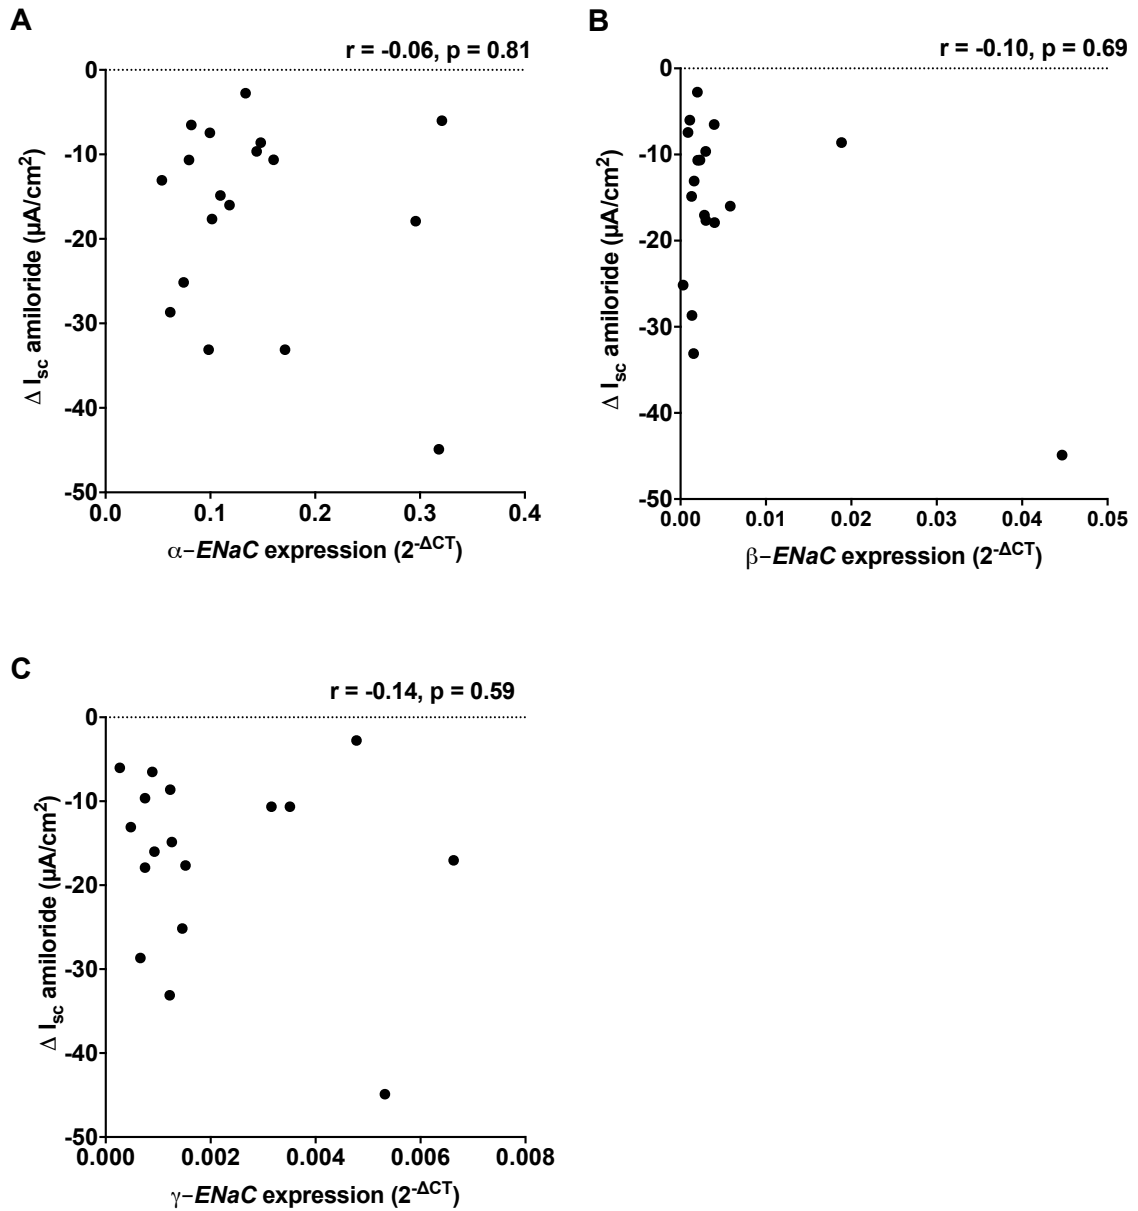 A
r = -0.06, p = 0.81
0
-10
-20
-30
-40
-50
Δ Isc amiloride (µA/cm²)
0.0 0.1 0.2 0.3 0.4
α-ENaC expression (2-ΔCT)
B
r = -0.10, p = 0.69
0
-10
-20
-30
-40
-50
Δ Isc amiloride (µA/cm²)
0.00 0.01 0.02 0.03 0.04 0.05
β-ENaC expression (2-ΔCT)
C
r = -0.14, p = 0.59
0
-10
-20
-30
-40
-50
Δ Isc amiloride (µA/cm²)
0.000 0.002 0.004 0.006 0.008
γ-ENaC expression (2-ΔCT)